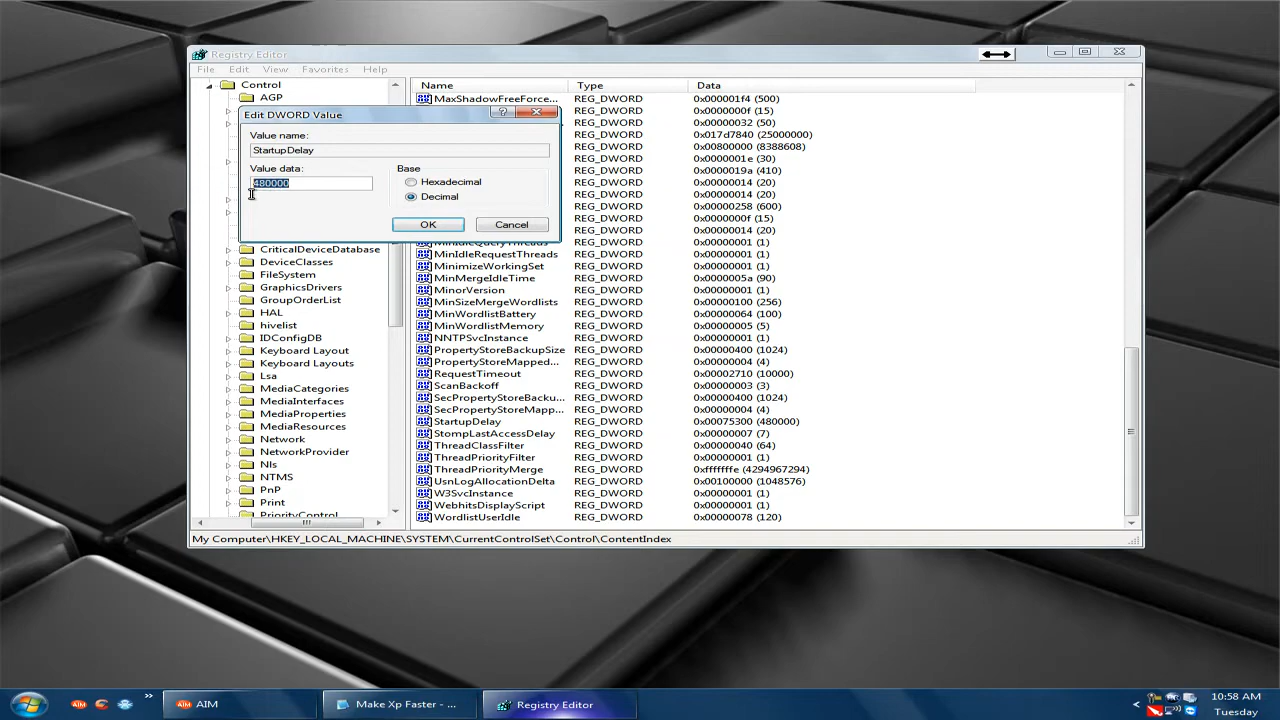 Registry Editor
File Edit View Favorites Help
Control
AGP
Edit DWORD Value
Value name:
StartupDelay
Value data:
480000
Base
Hexadecimal
Decimal
OK Cancel
CriticalDeviceDatabase
DeviceClasses
FileSystem
GraphicsDrivers
GroupOrderList
HAL
hivelist
IDConfigDB
Keyboard Layout
Keyboard Layouts
Lsa
MediaCategories
MediaInterfaces
MediaProperties
MediaResources
Network
NetworkProvider
Nls
NTMS
PnP
Print
PriorityControl
Name Type Data
MaxShadowFreeForce... REG_DWORD 0x000001f4 (500)
REG_DWORD 0x0000000f (15)
REG_DWORD 0x00000032 (50)
REG_DWORD 0x017d7840 (25000000)
REG_DWORD 0x00800000 (8388608)
REG_DWORD 0x0000001e (30)
REG_DWORD 0x0000019a (410)
REG_DWORD 0x00000014 (20)
REG_DWORD 0x00000014 (20)
REG_DWORD 0x00000258 (600)
REG_DWORD 0x0000000f (15)
REG_DWORD 0x00000014 (20)
MinIdleQueryThreads REG_DWORD 0x00000001 (1)
MinIdleRequestThreads REG_DWORD 0x00000001 (1)
MinimizeWorkingSet REG_DWORD 0x00000001 (1)
MinMergeIdleTime REG_DWORD 0x0000005a (90)
MinorVersion REG_DWORD 0x00000001 (1)
MinSizeMergeWordlists REG_DWORD 0x00000100 (256)
MinWordlistBattery REG_DWORD 0x00000064 (100)
MinWordlistMemory REG_DWORD 0x00000005 (5)
NNTPSvcInstance REG_DWORD 0x00000001 (1)
PropertyStoreBackupSize REG_DWORD 0x00000400 (1024)
PropertyStoreMapped... REG_DWORD 0x00000004 (4)
RequestTimeout REG_DWORD 0x00002710 (10000)
ScanBackoff REG_DWORD 0x00000003 (3)
SecPropertyStoreBacku... REG_DWORD 0x00000400 (1024)
SecPropertyStoreMapp... REG_DWORD 0x00000004 (4)
StartupDelay REG_DWORD 0x00075300 (480000)
StompLastAccessDelay REG_DWORD 0x00000007 (7)
ThreadClassFilter REG_DWORD 0x00000040 (64)
ThreadPriorityFilter REG_DWORD 0x00000001 (1)
ThreadPriorityMerge REG_DWORD 0xfffffffe (4294967294)
UsnLogAllocationDelta REG_DWORD 0x00100000 (1048576)
W3SvcInstance REG_DWORD 0x00000001 (1)
WebhitsDisplayScript REG_DWORD 0x00000001 (1)
WordlistUserIdle REG_DWORD 0x00000078 (120)
My Computer\HKEY_LOCAL_MACHINE\SYSTEM\CurrentControlSet\Control\ContentIndex
AIM
Make Xp Faster - ...
Registry Editor
10:58 AM
Tuesday